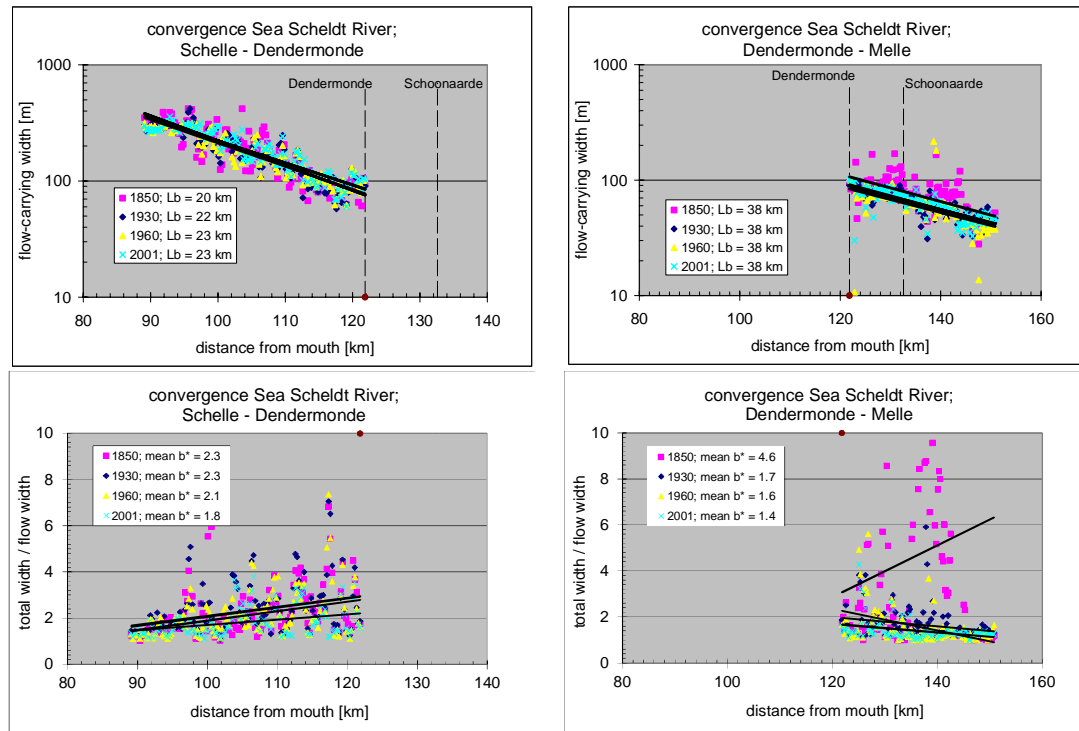 convergence Sea Scheldt River;
Schelle - Dendermonde
1000
100
10
flow-carrying width [m]
Dendermonde
Schoonaarde
1850; Lb = 20 km
1930; Lb = 22 km
1960; Lb = 23 km
2001; Lb = 23 km
80 90 100 110 120 130 140
distance from mouth [km]
convergence Sea Scheldt River;
Dendermonde - Melle
1000
100
10
flow-carrying width [m]
Dendermonde
Schoonaarde
1850; Lb = 38 km
1930; Lb = 38 km
1960; Lb = 38 km
2001; Lb = 38 km
80 100 120 140 160
distance from mouth [km]
convergence Sea Scheldt River;
Schelle - Dendermonde
10
8
6
4
2
0
total width / flow width
1850; mean b* = 2.3
1930; mean b* = 2.3
1960; mean b* = 2.1
2001; mean b* = 1.8
80 90 100 110 120 130 140
distance from mouth [km]
convergence Sea Scheldt River;
Dendermonde - Melle
10
8
6
4
2
0
total width / flow width
1850; mean b* = 4.6
1930; mean b* = 1.7
1960; mean b* = 1.6
2001; mean b* = 1.4
80 100 120 140 160
distance from mouth [km]